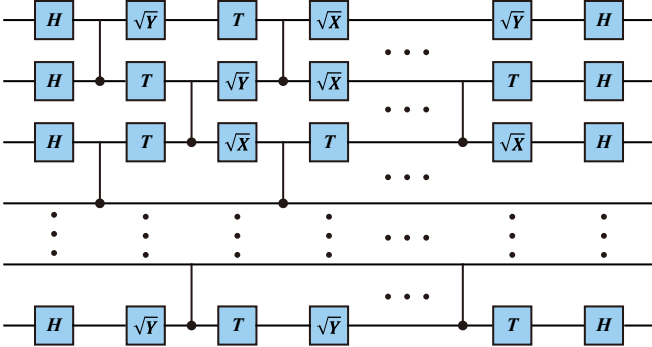 H √Y T √X √Y H
H T √Y √X T H
H T √X T √X H
H √Y T √Y T H